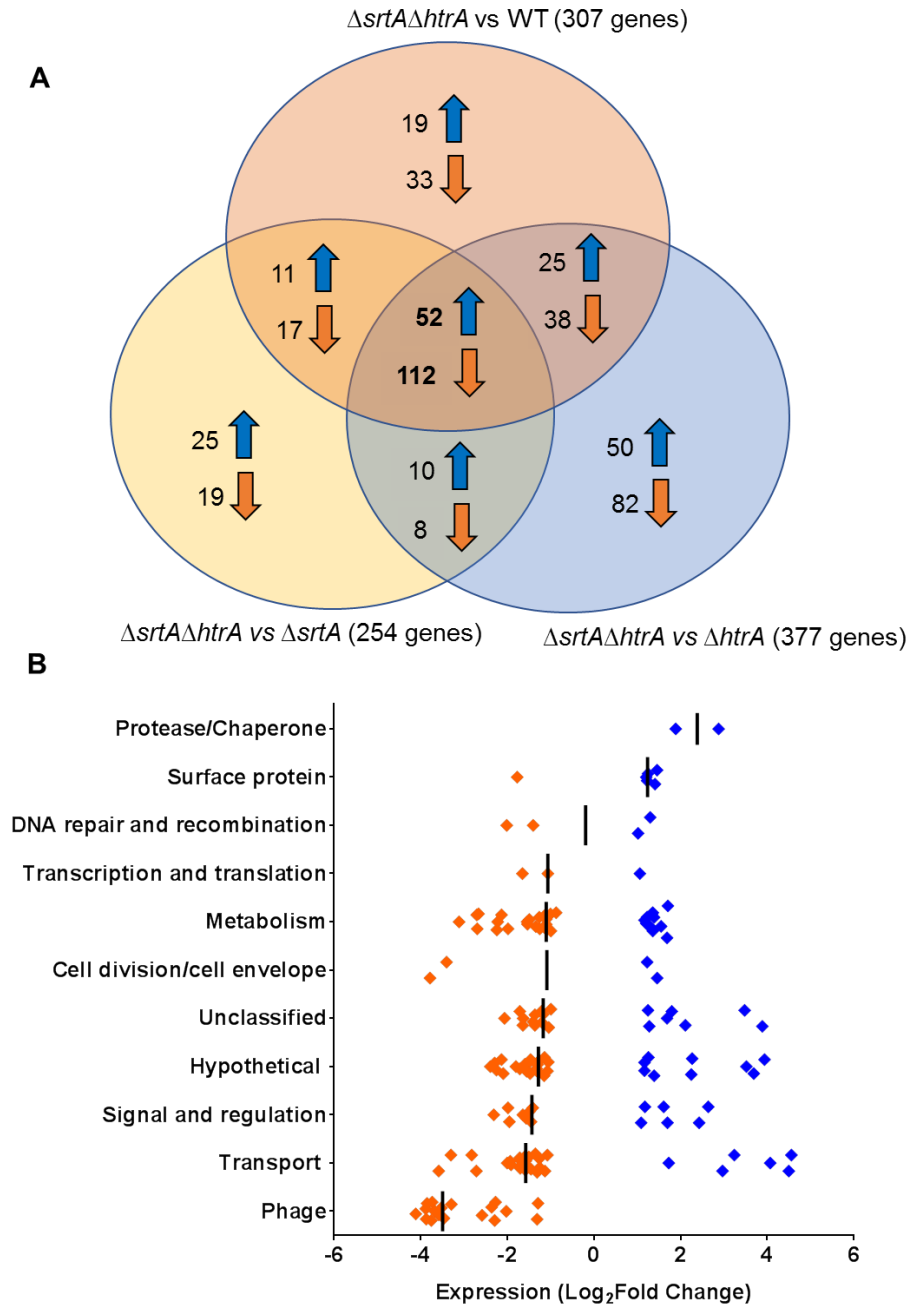 ΔsrtAΔhtrA vs WT (307 genes)
A
19
33
11
17
25
38
52
112
25
19
10
8
50
82
ΔsrtAΔhtrA vs ΔsrtA (254 genes)
ΔsrtAΔhtrA vs ΔhtrA (377 genes)
B
Protease/Chaperone
Surface protein
DNA repair and recombination
Transcription and translation
Metabolism
Cell division/cell envelope
Unclassified
Hypothetical
Signal and regulation
Transport
Phage
-6 -4 -2 0 2 4 6
Expression (Log₂Fold Change)